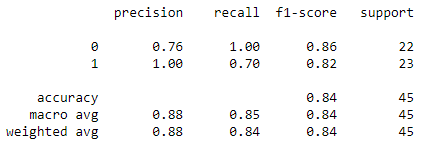 precision recall f1-score support
0 0.76 1.00 0.86 22
1 1.00 0.70 0.82 23
accuracy 0.84 45
macro avg 0.88 0.85 0.84 45
weighted avg 0.88 0.84 0.84 45